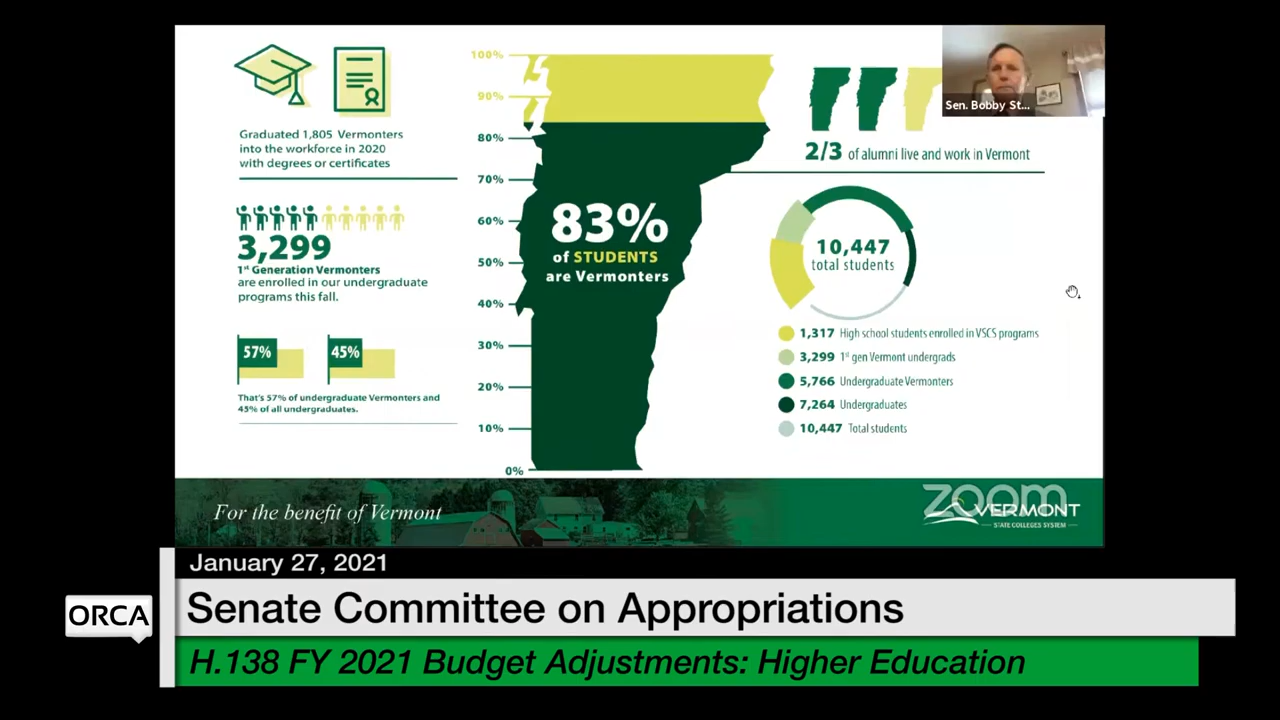 Graduated 1,805 Vermonters
into the workforce in 2020
with degrees or certificates
3,299
1st Generation Vermonters
are enrolled in our undergraduate
programs this fall.
57%
45%
That's 57% of undergraduate Vermonters and
45% of all undergraduates.
100%
90%
80%
70%
60%
50%
40%
30%
20%
10%
0%
83%
of STUDENTS
are Vermonters
Sen. Bobby St...
2/3 of alumni live and work in Vermont
10,447
total students
1,317 High school students enrolled in VSCS programs
3,299 1st gen Vermont undergrads
5,766 Undergraduate Vermonters
7,264 Undergraduates
10,447 Total students
For the benefit of Vermont
zoom
VERMONT
STATE COLLEGES SYSTEM
January 27, 2021
ORCA
Senate Committee on Appropriations
H.138 FY 2021 Budget Adjustments: Higher Education